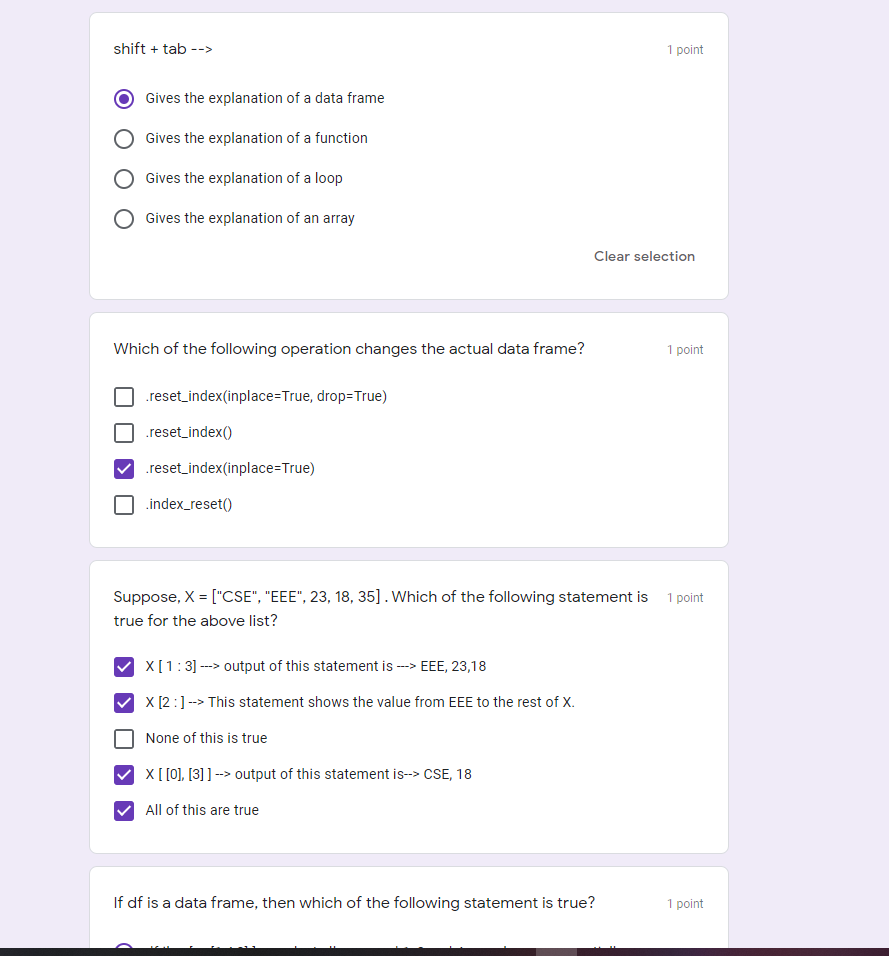 shift + tab -->
1 point
Gives the explanation of a data frame
Gives the explanation of a function
Gives the explanation of a loop
Gives the explanation of an array
Clear selection
Which of the following operation changes the actual data frame?
1 point
.reset_index(inplace=True, drop=True)
.reset_index()
.reset_index(inplace=True)
.index_reset()
Suppose, X = ["CSE", "EEE", 23, 18, 35] . Which of the following statement is
1 point
true for the above list?
X [ 1 : 3] ---> output of this statement is ---> EEE, 23,18
X [2 : ] --> This statement shows the value from EEE to the rest of X.
None of this is true
X [ [0], [3] ] --> output of this statement is--> CSE, 18
All of this are true
If df is a data frame, then which of the following statement is true?
1 point